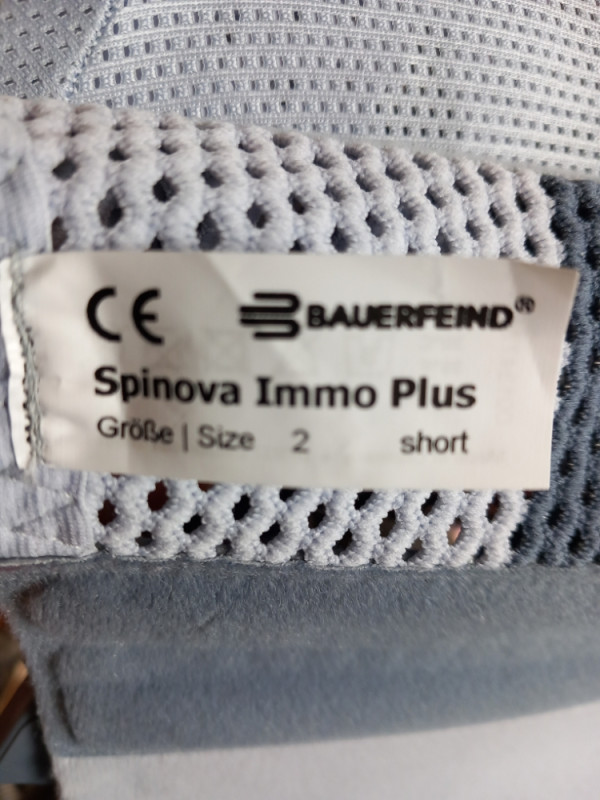 CE BAUERFEIND®
Spinova Immo Plus
Größe | Size 2 short